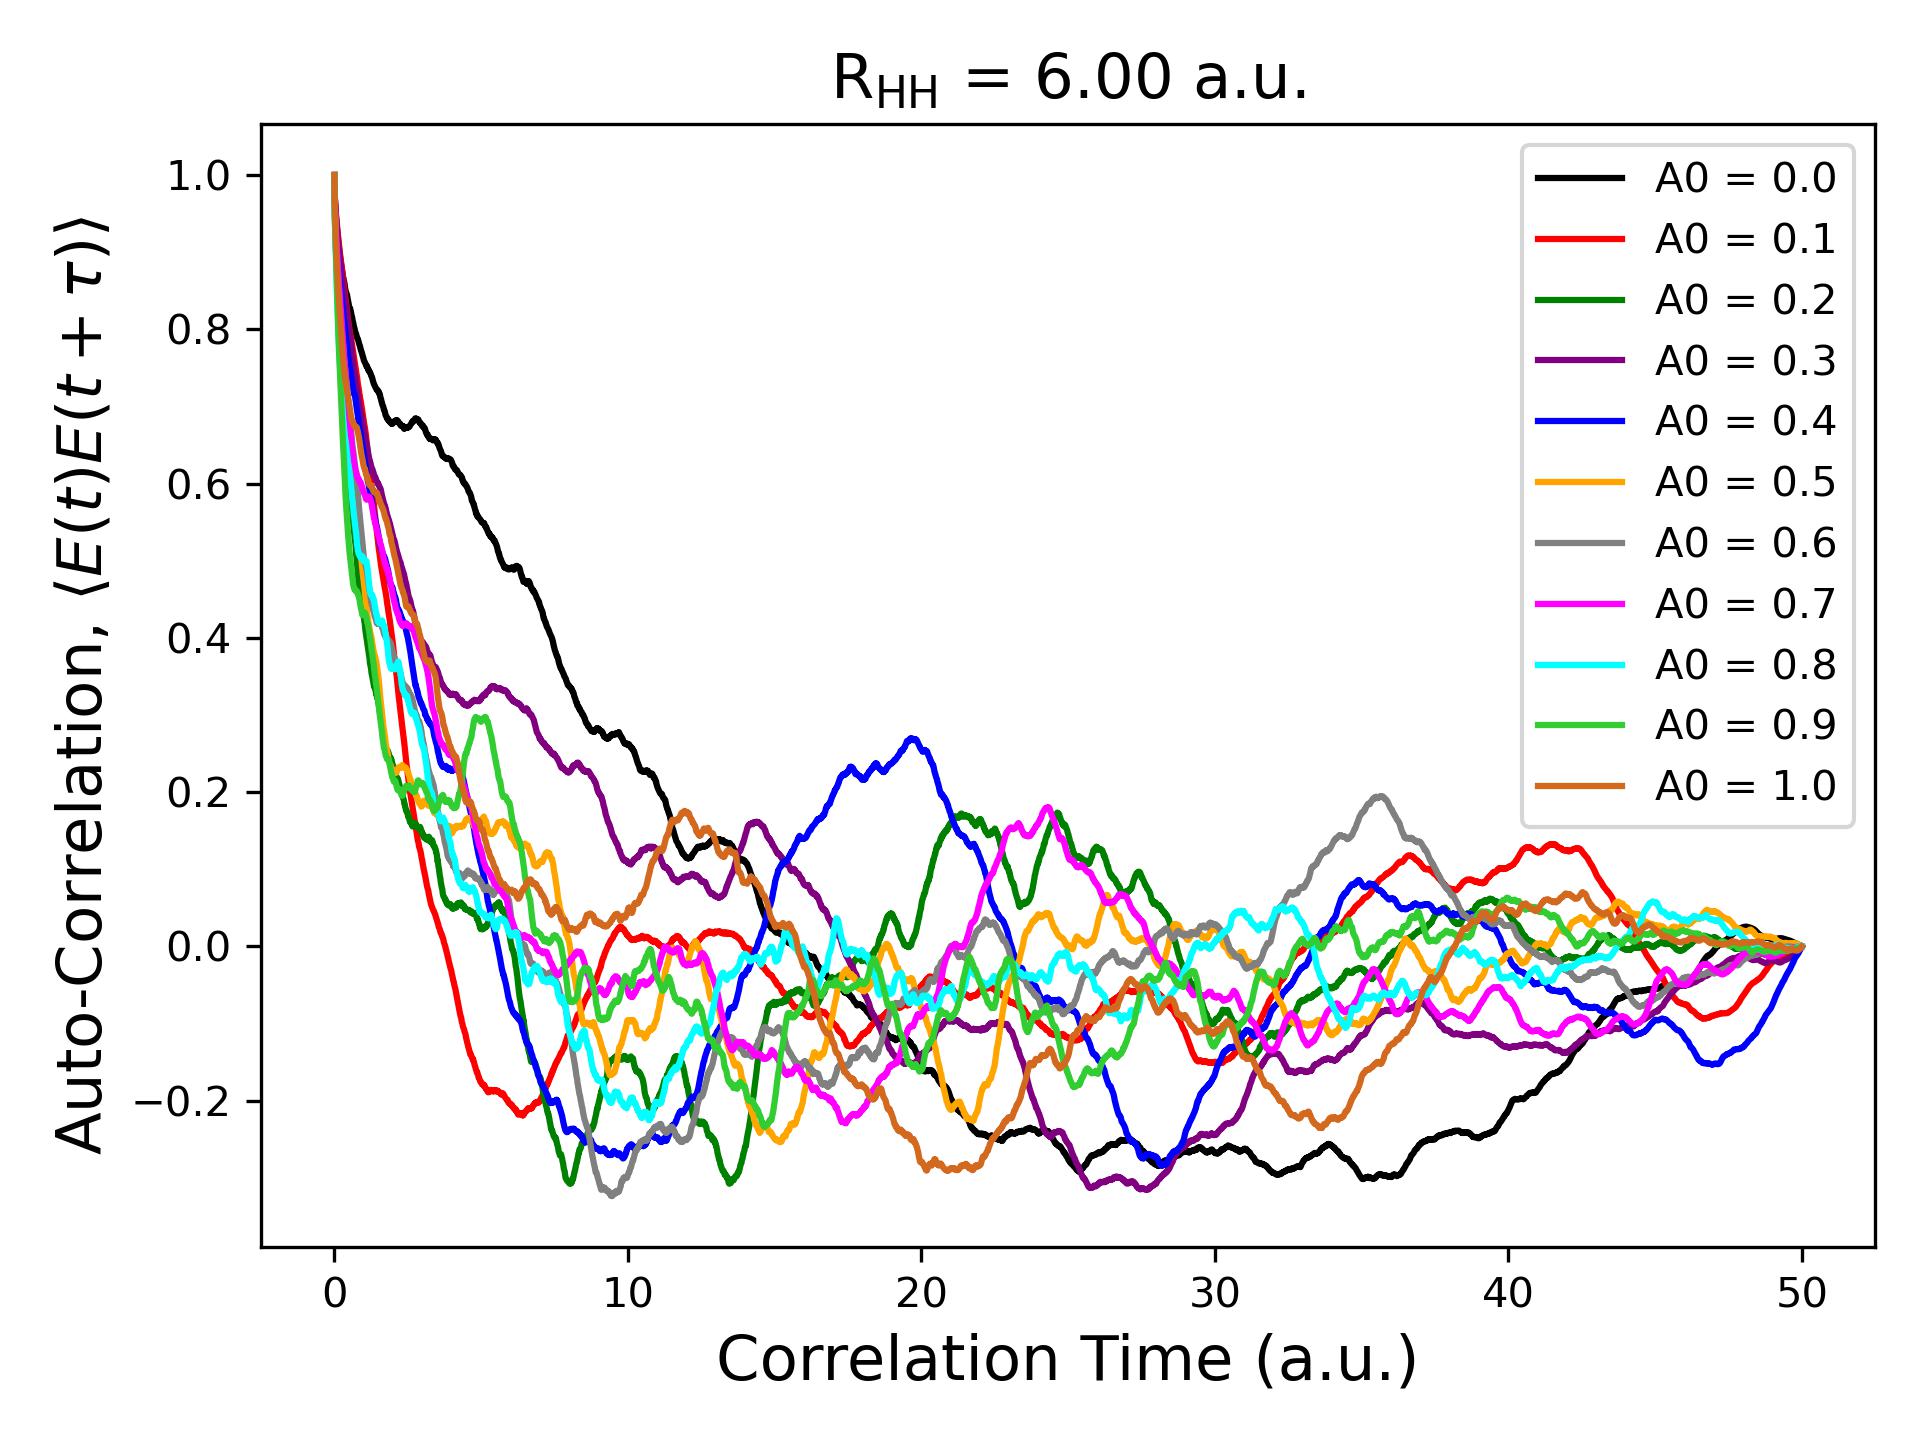 R_HH = 6.00 a.u.
Auto-Correlation, ⟨E(t)E(t + τ)⟩
1.0
0.8
0.6
0.4
0.2
0.0
−0.2
0 10 20 30 40 50
Correlation Time (a.u.)
A0 = 0.0
A0 = 0.1
A0 = 0.2
A0 = 0.3
A0 = 0.4
A0 = 0.5
A0 = 0.6
A0 = 0.7
A0 = 0.8
A0 = 0.9
A0 = 1.0